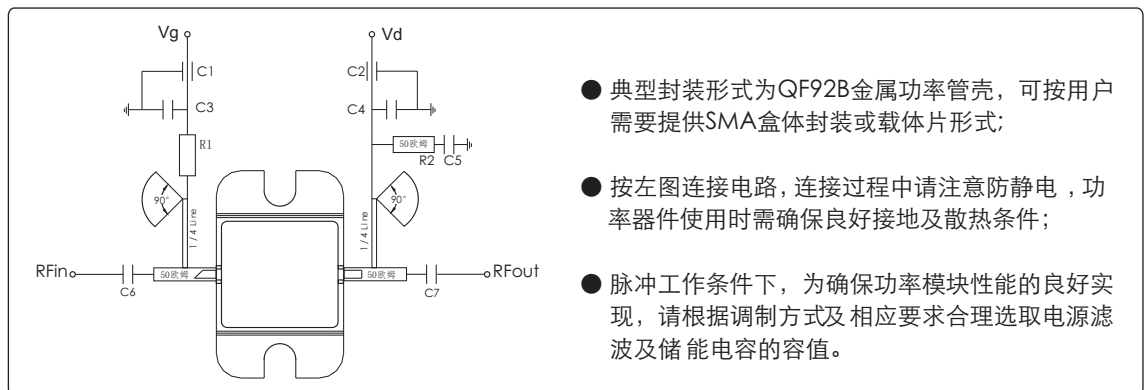 Vg
Vd
C1
C2
C3
C4
R1
50欧姆
R2
C5
90°
90°
1/4 Line
1/4 Line
RFin
50欧姆
50欧姆
RFout
C6
C7
● 典型封装形式为QF92B金属功率管壳，可按用户
需要提供SMA盒体封装或载体片形式;
● 按左图连接电路, 连接过程中请注意防静电 , 功
率器件使用时需确保良好接地及散热条件；
● 脉冲工作条件下，为确保功率模块性能的良好实
现，请根据调制方式及相应要求合理选取电源滤
波及储能电容的容值。